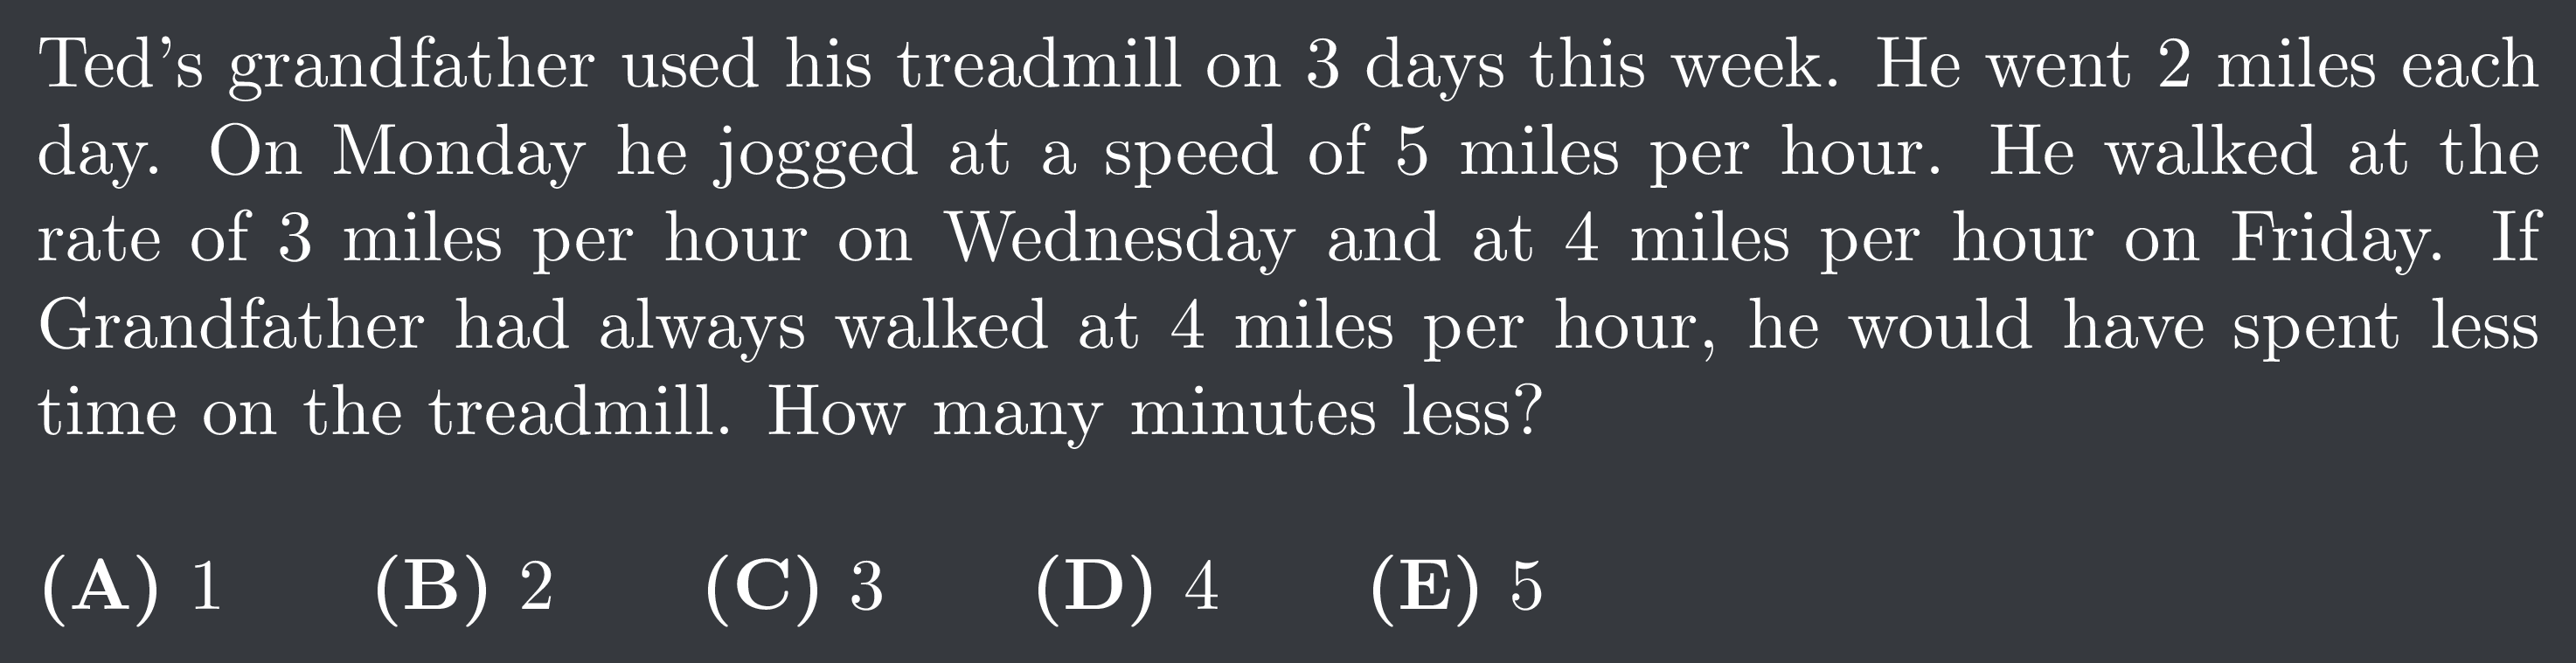 Ted's grandfather used his treadmill on 3 days this week. He went 2 miles each
day. On Monday he jogged at a speed of 5 miles per hour. He walked at the
rate of 3 miles per hour on Wednesday and at 4 miles per hour on Friday. If
Grandfather had always walked at 4 miles per hour, he would have spent less
time on the treadmill. How many minutes less?
(A) 1 (B) 2 (C) 3 (D) 4 (E) 5